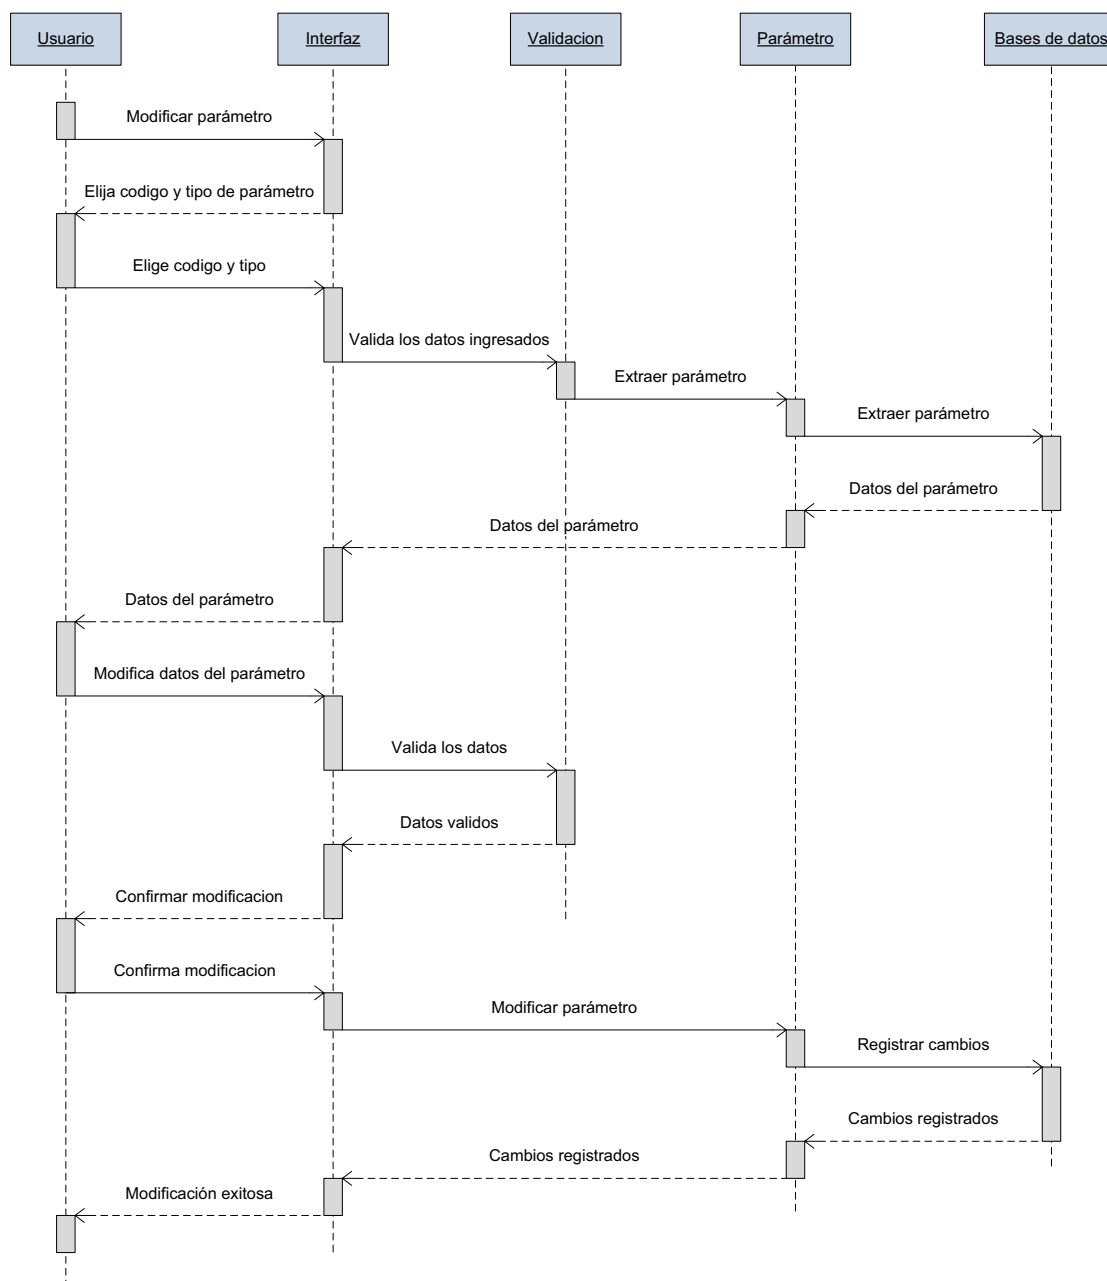 Usuario
Interfaz
Validacion
Parámetro
Bases de datos
Modificar parámetro
Elija codigo y tipo de parámetro
Elige codigo y tipo
Valida los datos ingresados
Extraer parámetro
Extraer parámetro
Datos del parámetro
Datos del parámetro
Datos del parámetro
Modifica datos del parámetro
Valida los datos
Datos validos
Confirmar modificacion
Confirma modificacion
Modificar parámetro
Registrar cambios
Cambios registrados
Cambios registrados
Modificación exitosa